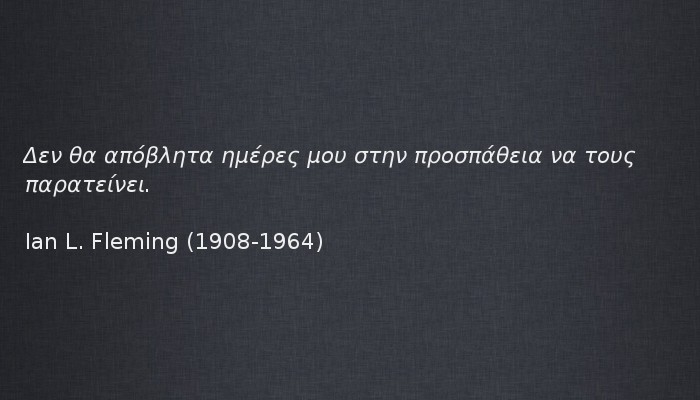 Δεν θα απόβλητα ημέρες μου στην προσπάθεια να τους
παρατείνει.
Ian L. Fleming (1908-1964)